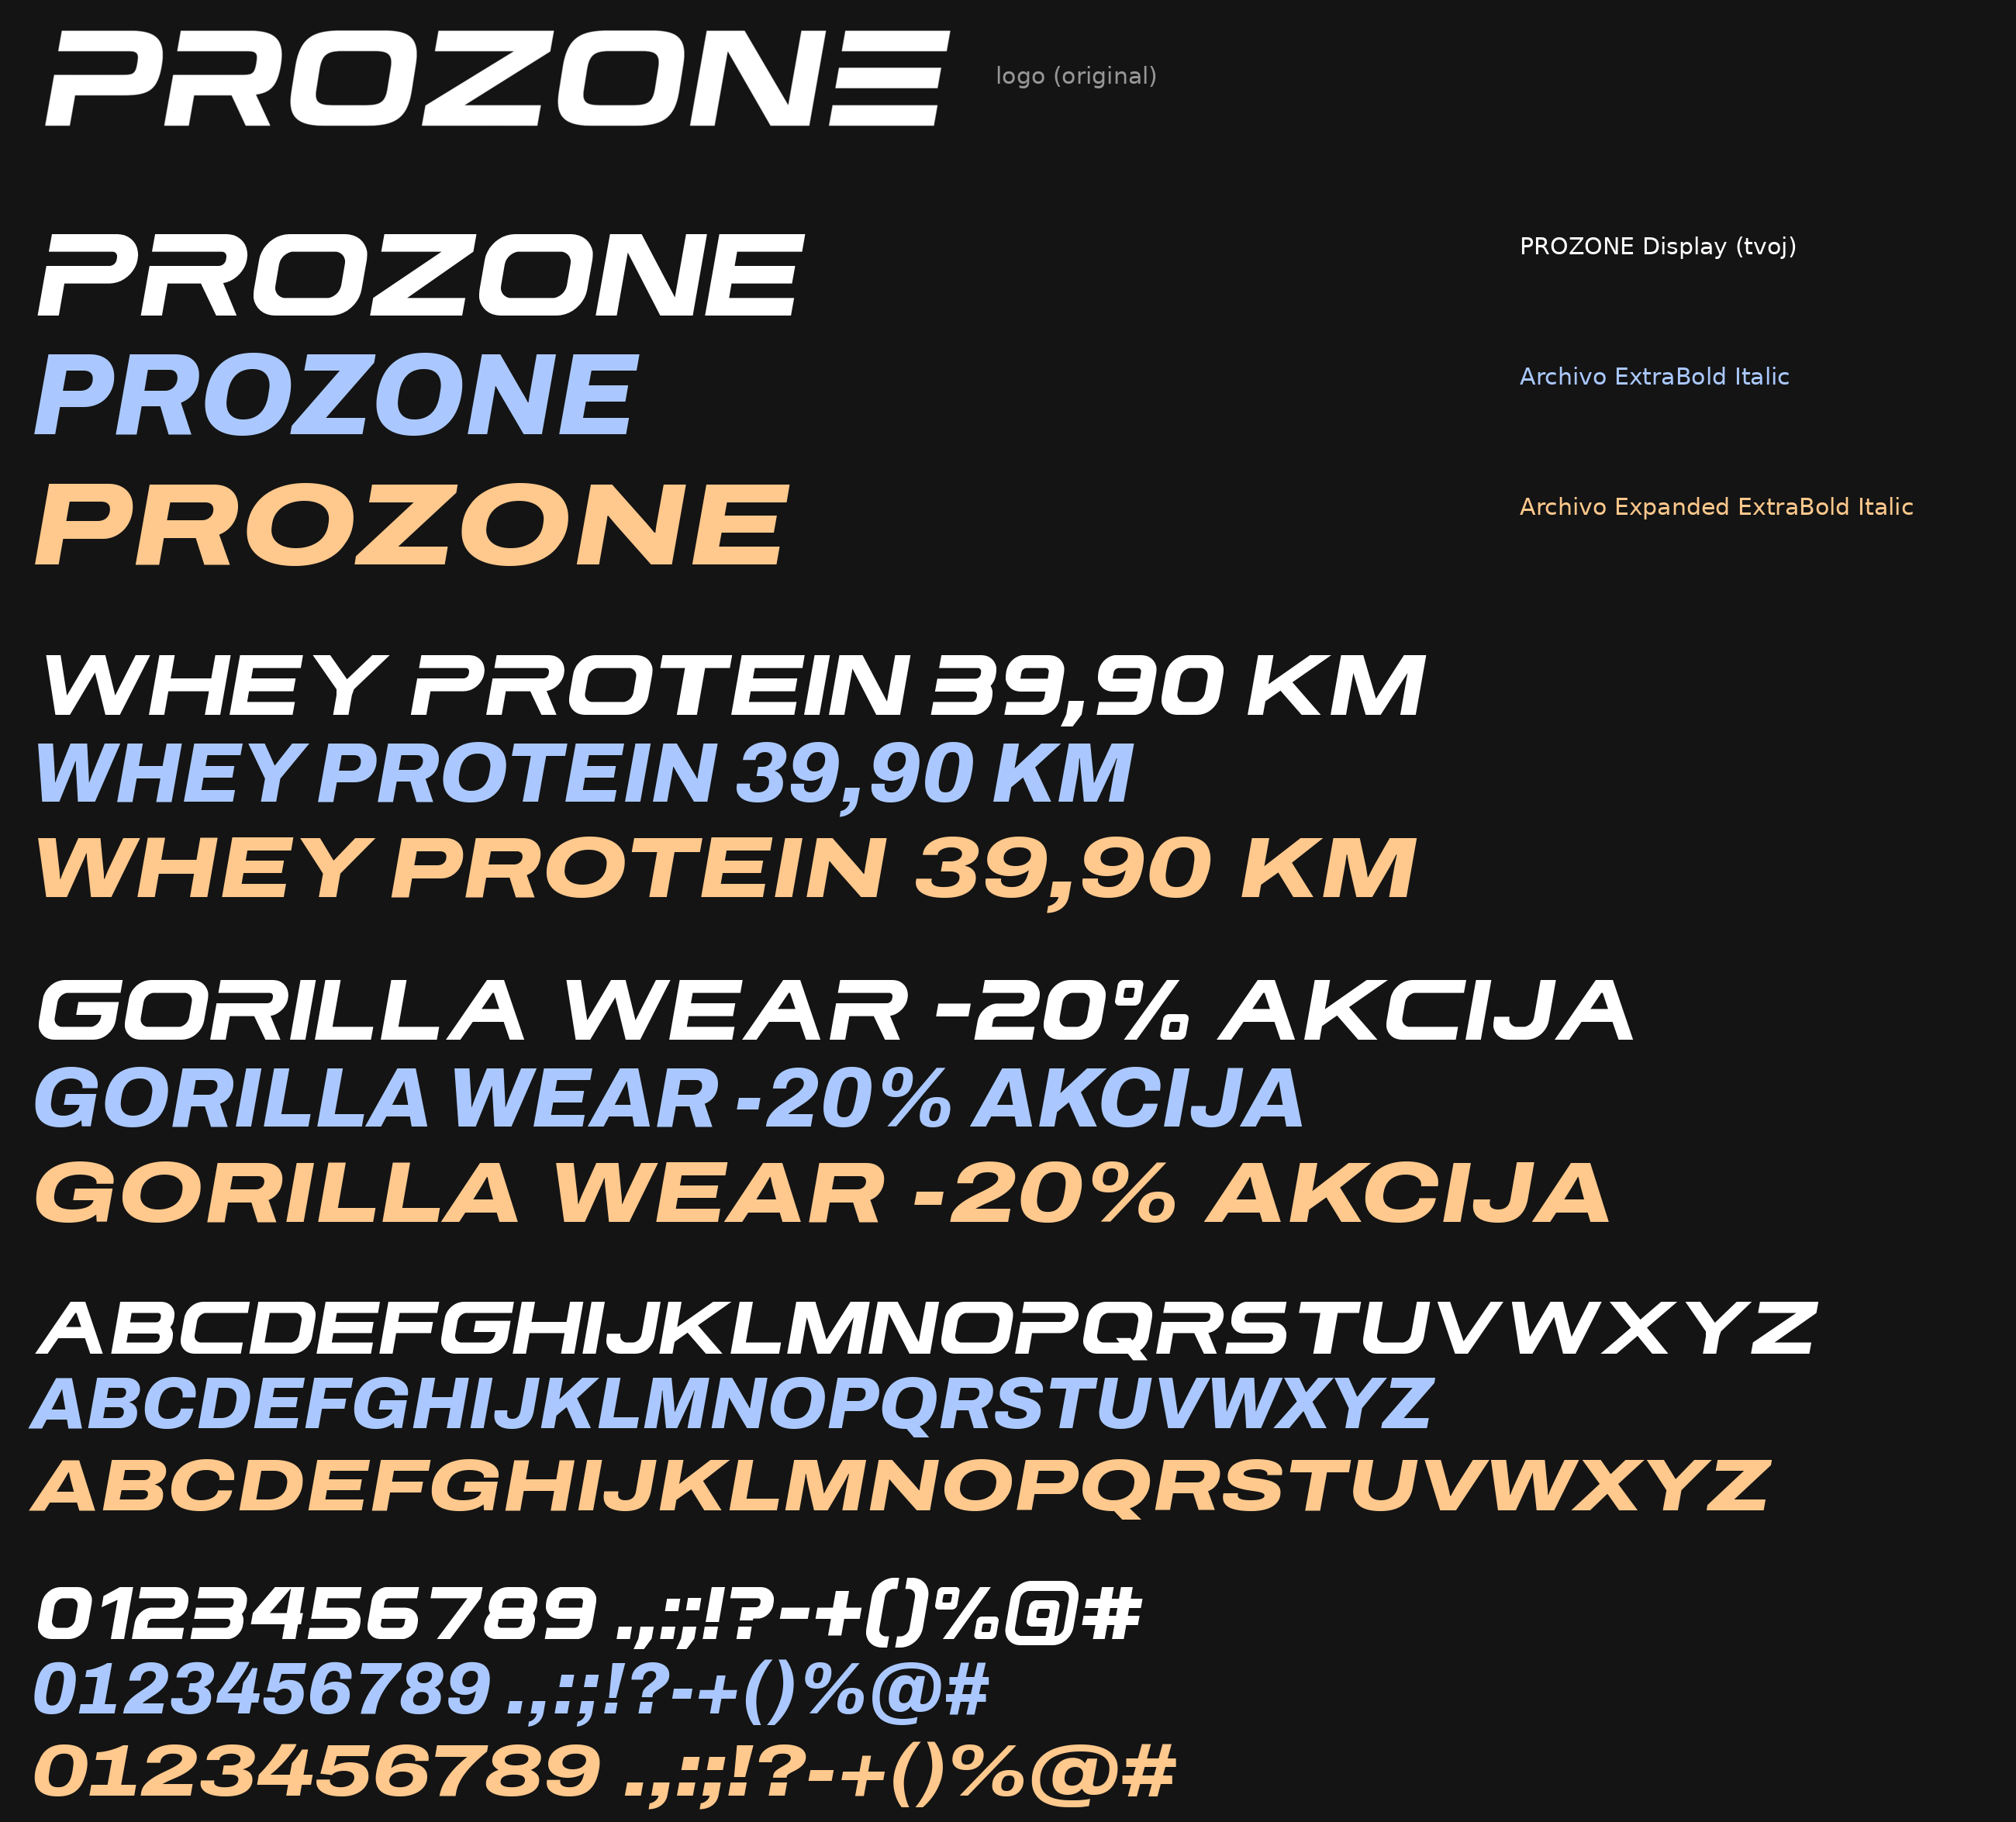 PROZONE logo (original)
PROZONE PROZONE Display (tvoj)
PROZONE Archivo ExtraBold Italic
PROZONE Archivo Expanded ExtraBold Italic
WHEY PROTEIN 39,90 KM
WHEY PROTEIN 39,90 KM
WHEY PROTEIN 39,90 KM
GORILLA WEAR -20% AKCIJA
GORILLA WEAR -20% AKCIJA
GORILLA WEAR -20% AKCIJA
ABCDEFGHIJKLMNOPQRSTUVWXYZ
ABCDEFGHIJKLMNOPQRSTUVWXYZ
ABCDEFGHIJKLMNOPQRSTUVWXYZ
0123456789 .,:;!?-+()%@#
0123456789 .,:;!?-+()%@#
0123456789 .,:;!?-+()%@#